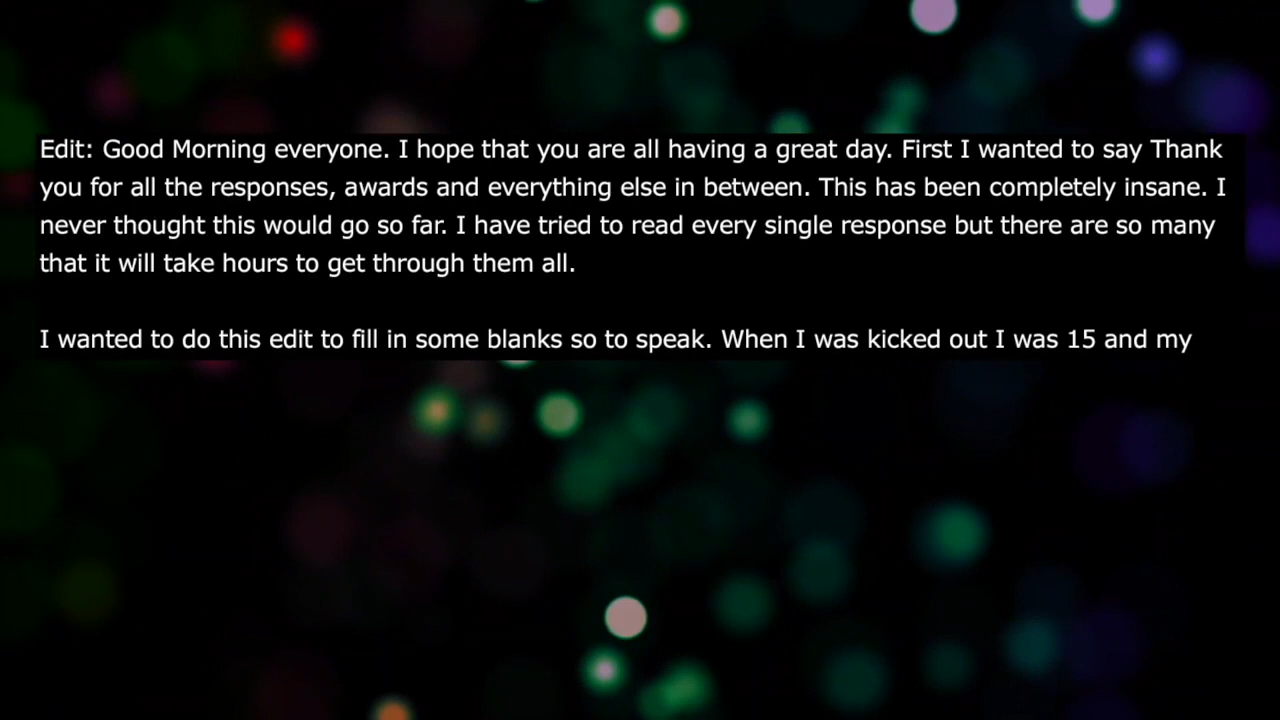 Edit: Good Morning everyone. I hope that you are all having a great day. First I wanted to say Thank
you for all the responses, awards and everything else in between. This has been completely insane. I
never thought this would go so far. I have tried to read every single response but there are so many
that it will take hours to get through them all.
I wanted to do this edit to fill in some blanks so to speak. When I was kicked out I was 15 and my